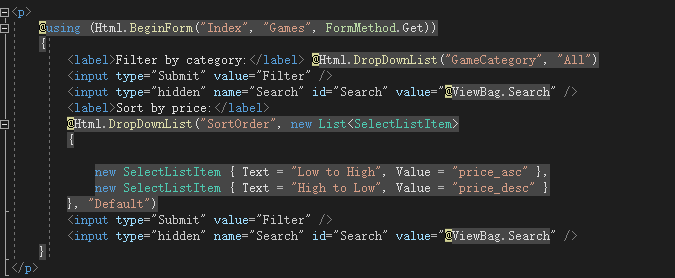 <p>
@using (Html.BeginForm("Index", "Games", FormMethod.Get))
{
<label>Filter by category:</label> @Html.DropDownList("GameCategory", "All")
<input type="Submit" value="Filter" />
<input type="hidden" name="Search" id="Search" value="@ViewBag.Search" />
<label>Sort by price:</label>
@Html.DropDownList("SortOrder", new List<SelectListItem>
{
new SelectListItem { Text = "Low to High", Value = "price_asc" },
new SelectListItem { Text = "High to Low", Value = "price_desc" }
}, "Default")
<input type="Submit" value="Filter" />
<input type="hidden" name="Search" id="Search" value="@ViewBag.Search" />
}
</p>